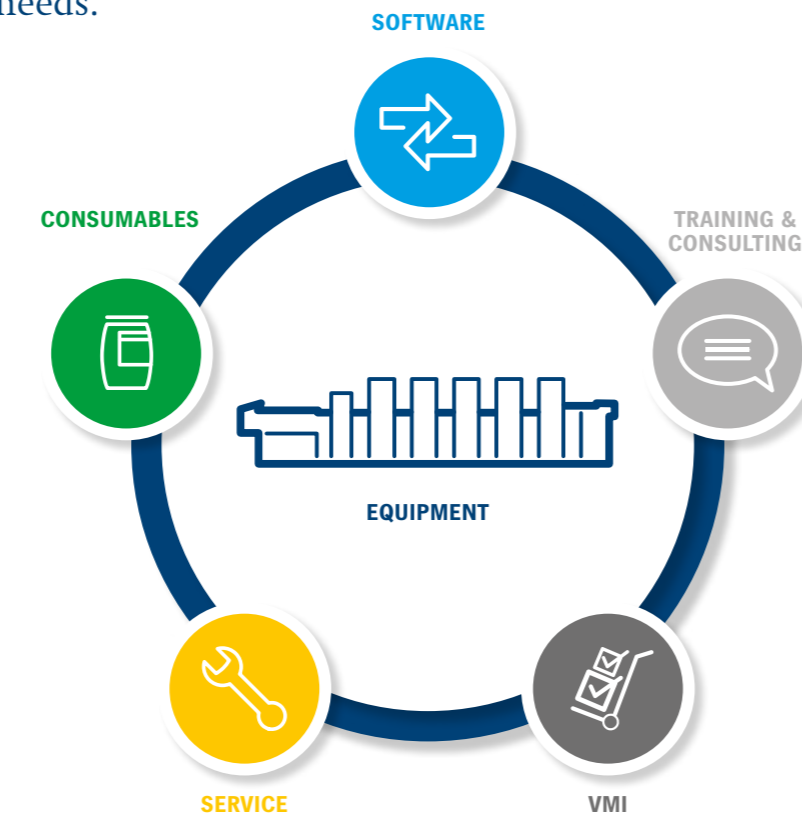 needs.
SOFTWARE
CONSUMABLES
TRAINING &
CONSULTING
EQUIPMENT
SERVICE
VMI